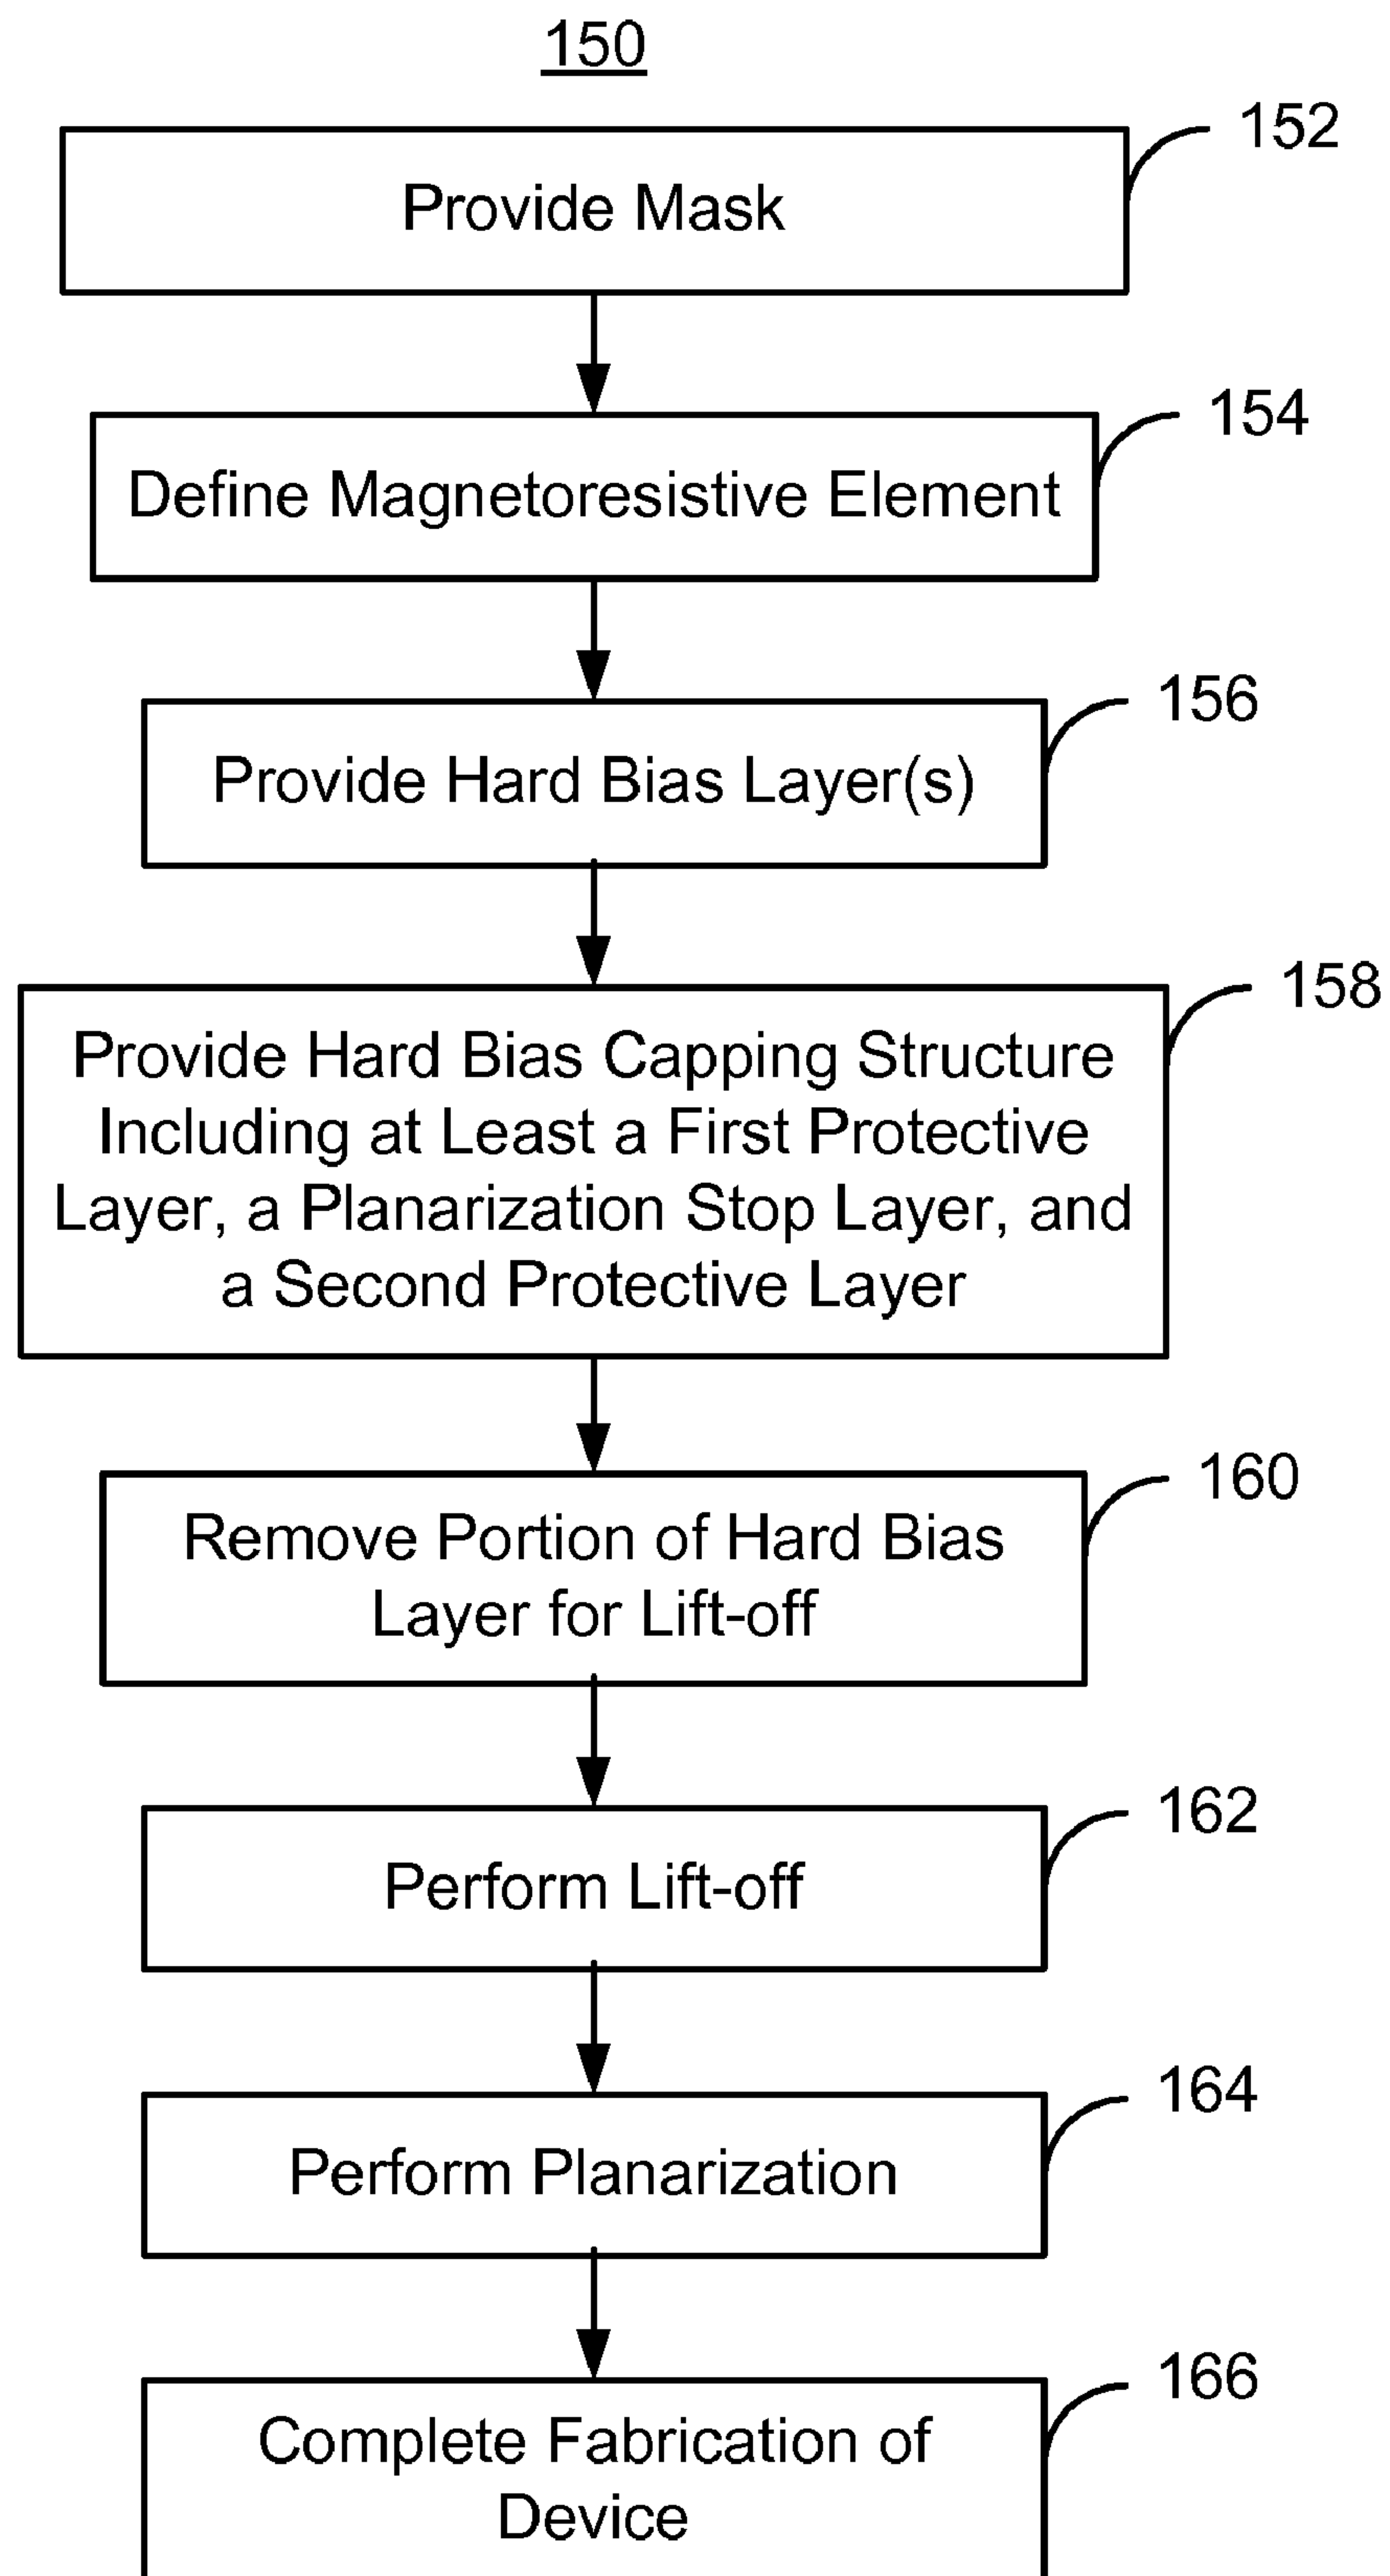 150
152
Provide Mask
154
Define Magnetoresistive Element
156
Provide Hard Bias Layer(s)
158
Provide Hard Bias Capping Structure
Including at Least a First Protective
Layer, a Planarization Stop Layer, and
a Second Protective Layer
160
Remove Portion of Hard Bias
Layer for Lift-off
162
Perform Lift-off
164
Perform Planarization
166
Complete Fabrication of
Device